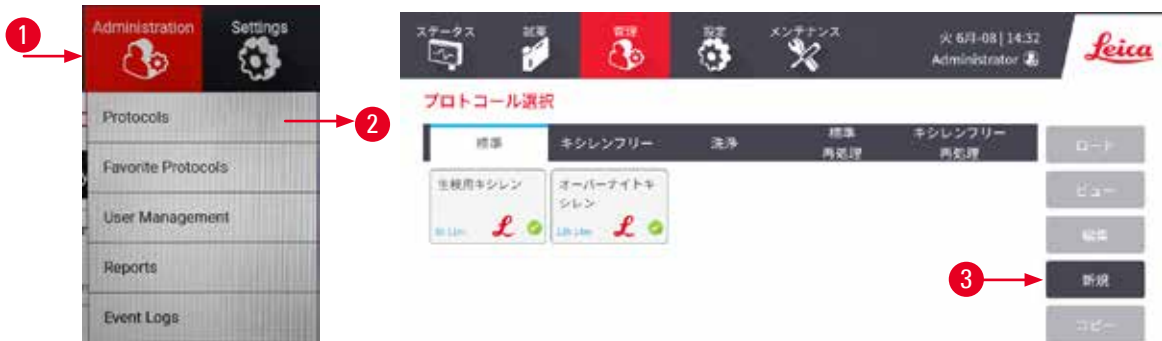 1
Administration
Settings
Protocols
2
Favorite Protocols
User Management
Reports
Event Logs
ステータス
試薬
管理
設定
メンテナンス
火 6月-08 | 14:32
Administrator
Leica
プロトコール選択
標準
キシレンフリー
洗浄
標準
再処理
キシレンフリー
再処理
ロード
生検用キシレン
オーバーナイトキ
シレン
ビュー
編集
3
新規
コピー